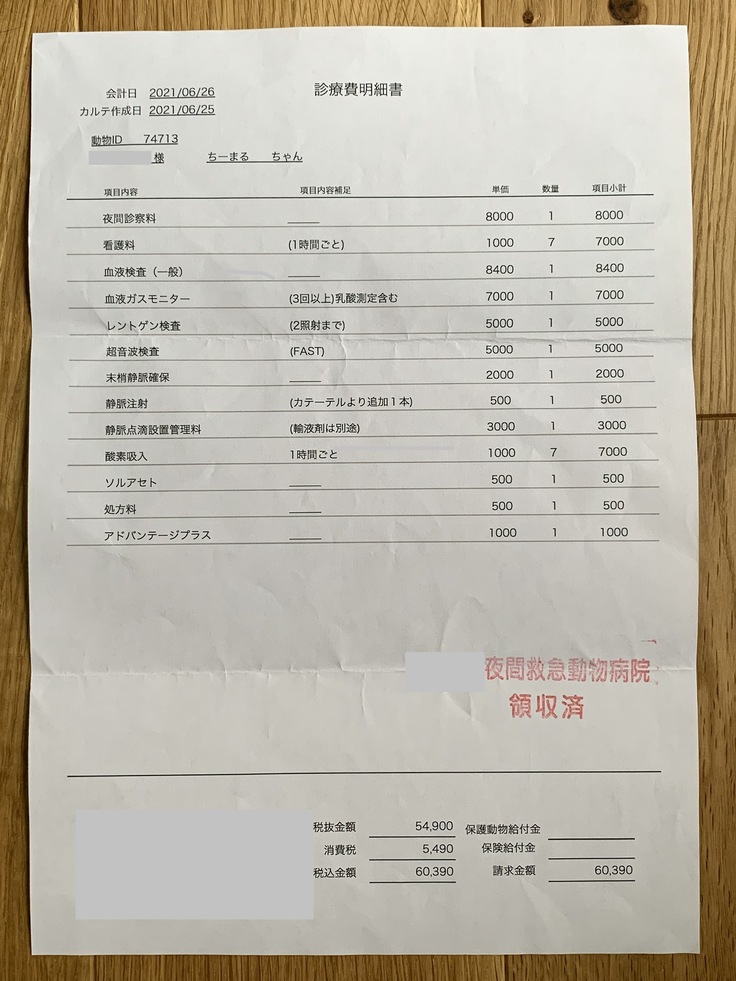 診療費明細書
会計日 2021/06/26
カルテ作成日 2021/06/25
動物ID 74713
様 ちーまる ちゃん
項目内容 項目内容補足 単価 数量 項目小計
夜間診察料 8000 1 8000
看護料 (1時間ごと) 1000 7 7000
血液検査（一般） 8400 1 8400
血液ガスモニター (3回以上)乳酸測定含む 7000 1 7000
レントゲン検査 (2照射まで) 5000 1 5000
超音波検査 (FAST) 5000 1 5000
末梢静脈確保 2000 1 2000
静脈注射 (カテーテルより追加１本) 500 1 500
静脈点滴設置管理料 (輸液剤は別途) 3000 1 3000
酸素吸入 1時間ごと 1000 7 7000
ソルアセト 500 1 500
処方料 500 1 500
アドバンテージプラス 1000 1 1000
夜間救急動物病院
領収済
税抜金額 54,900 保護動物給付金
消費税 5,490 保険給付金
税込金額 60,390 請求金額 60,390